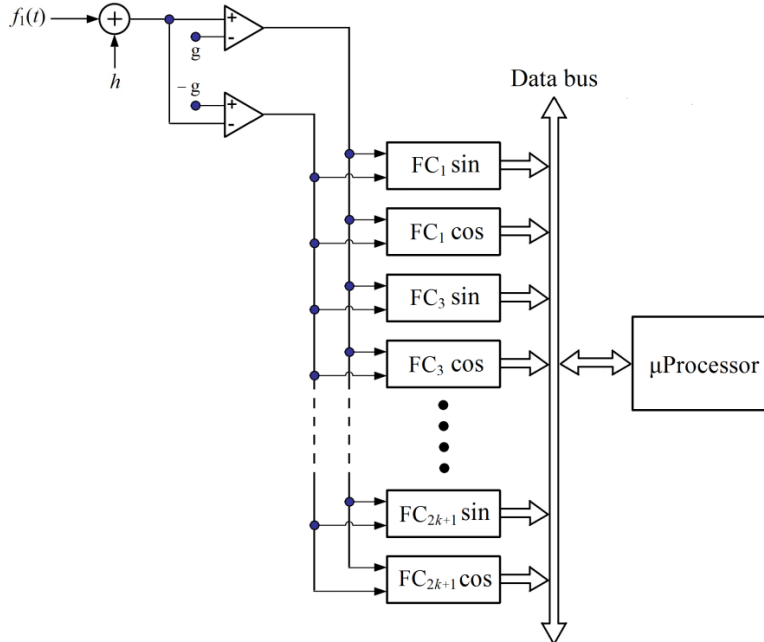 f₁(t)
+
h
+
-
g
– g
+
-
Data bus
FC₁ sin
FC₁ cos
FC₃ sin
FC₃ cos
μProcessor
FC₂ₖ₊₁ sin
FC₂ₖ₊₁ cos